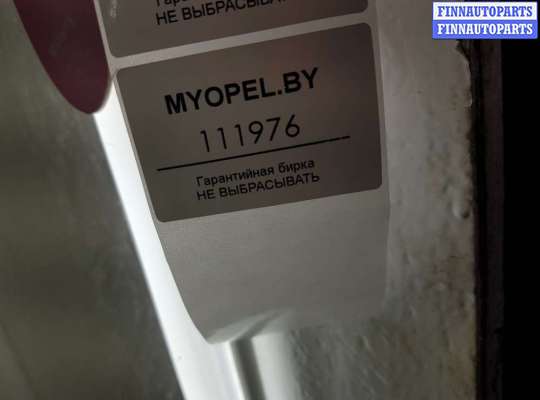 НЕ ВЫБРАСЫВАТЬ
FINNAUTOPARTS
FINNAUTOPARTS
MYOPEL.BY
111976
Гарантийная бирка
НЕ ВЫБРАСЫВАТЬ